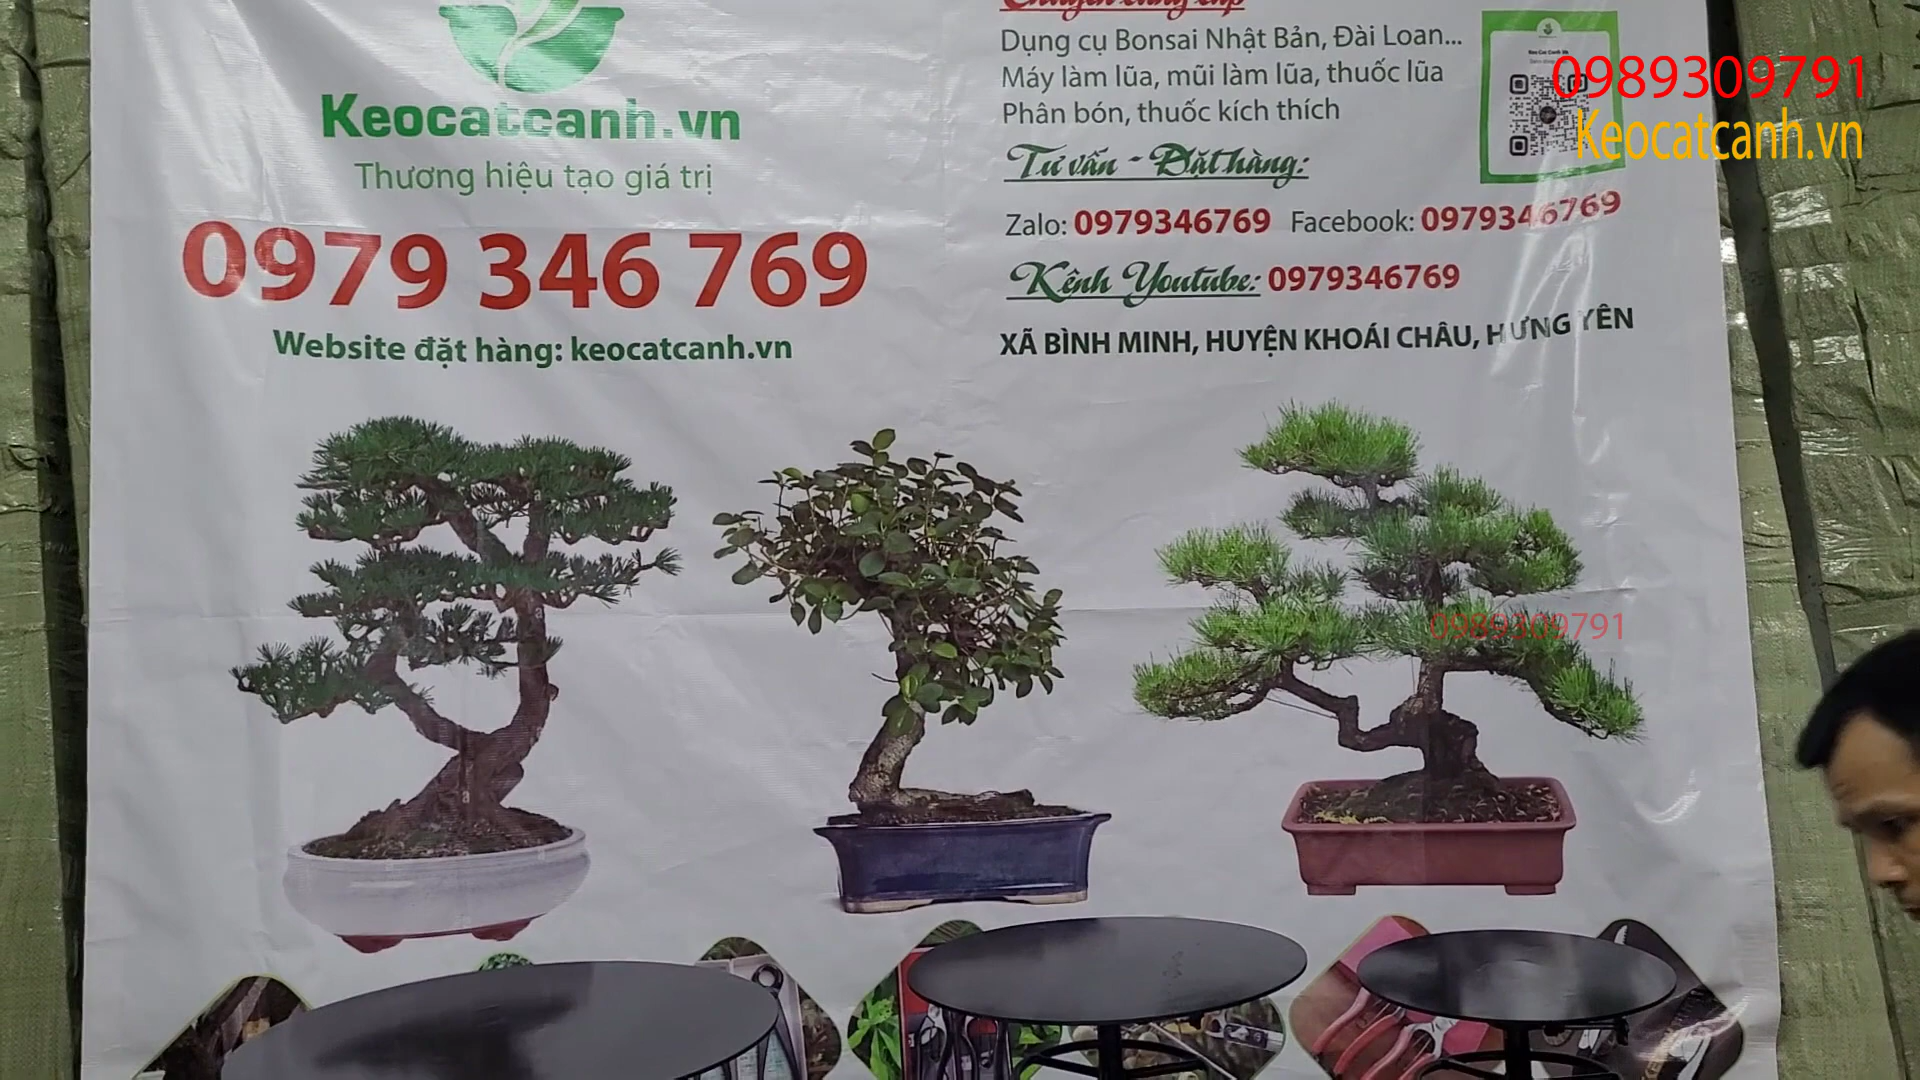 Keocatcanh.vn
Thương hiệu tạo giá trị
0979 346 769
Website đặt hàng: keocatcanh.vn
Chuyên cung cấp
Dụng cụ Bonsai Nhật Bản, Đài Loan...
Máy làm lũa, mũi làm lũa, thuốc lũa
Phân bón, thuốc kích thích
Tư vấn - Đặt hàng:
Zalo: 0979346769 Facebook: 0979346769
Kênh Youtube: 0979346769
XÃ BÌNH MINH, HUYỆN KHOÁI CHÂU, HƯNG YÊN
0989309791
Keocatcanh.vn
0989309791